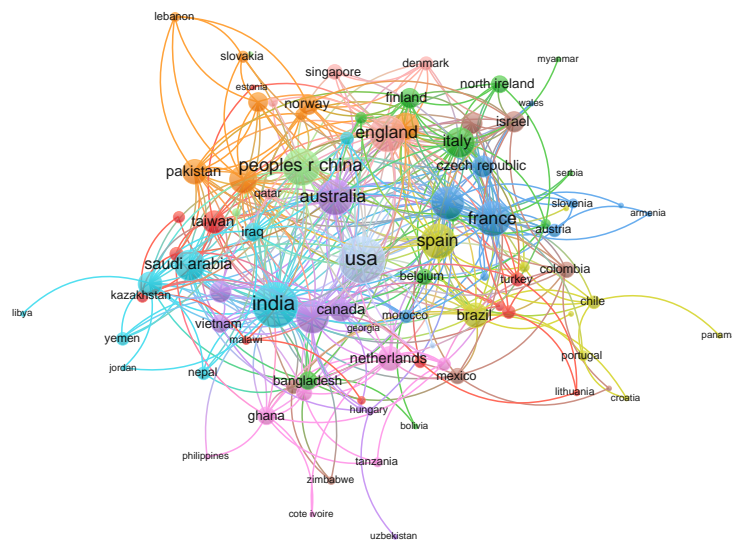 lebanon
slovakia
myanmar
singapore
denmark
north ireland
estonia
norway
finland
wales
israel
england
italy
peoples r china
czech republic
pakistan
serbia
qatar
australia
slovenia
armenia
taiwan
france
iraq
austria
spain
usa
saudi arabia
colombia
belgium
turkey
kazakhstan
india
chile
libya
canada
morocco
brazil
vietnam
georgia
panam
yemen
malawi
netherlands
portugal
jordan
nepal
bangladesh
mexico
lithuania
croatia
ghana
hungary
bolivia
philippines
tanzania
zimbabwe
cote ivoire
uzbekistan